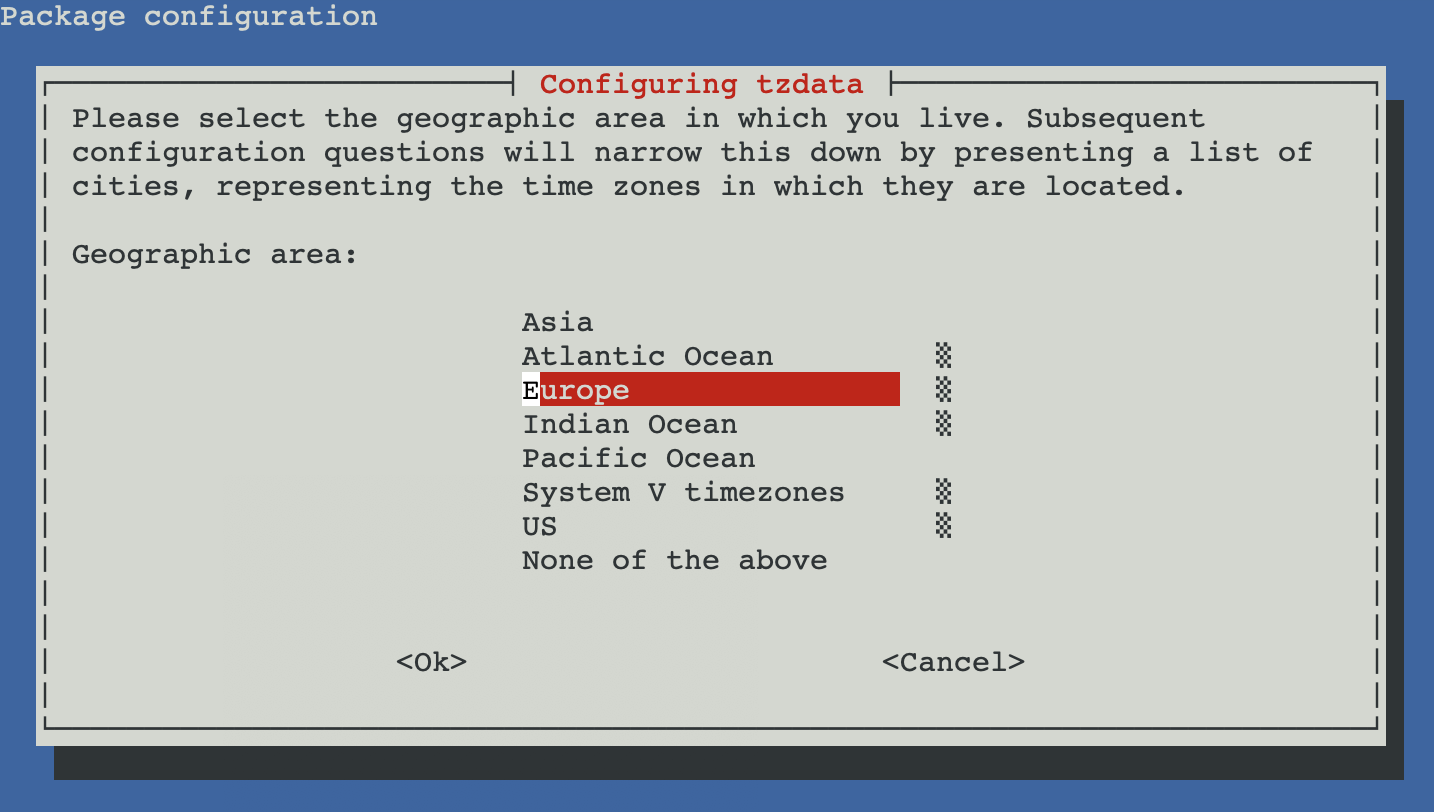 Package configuration
Configuring tzdata
Please select the geographic area in which you live. Subsequent
configuration questions will narrow this down by presenting a list of
cities, representing the time zones in which they are located.
Geographic area:
Asia
Atlantic Ocean
Europe
Indian Ocean
Pacific Ocean
System V timezones
US
None of the above
<Ok> <Cancel>